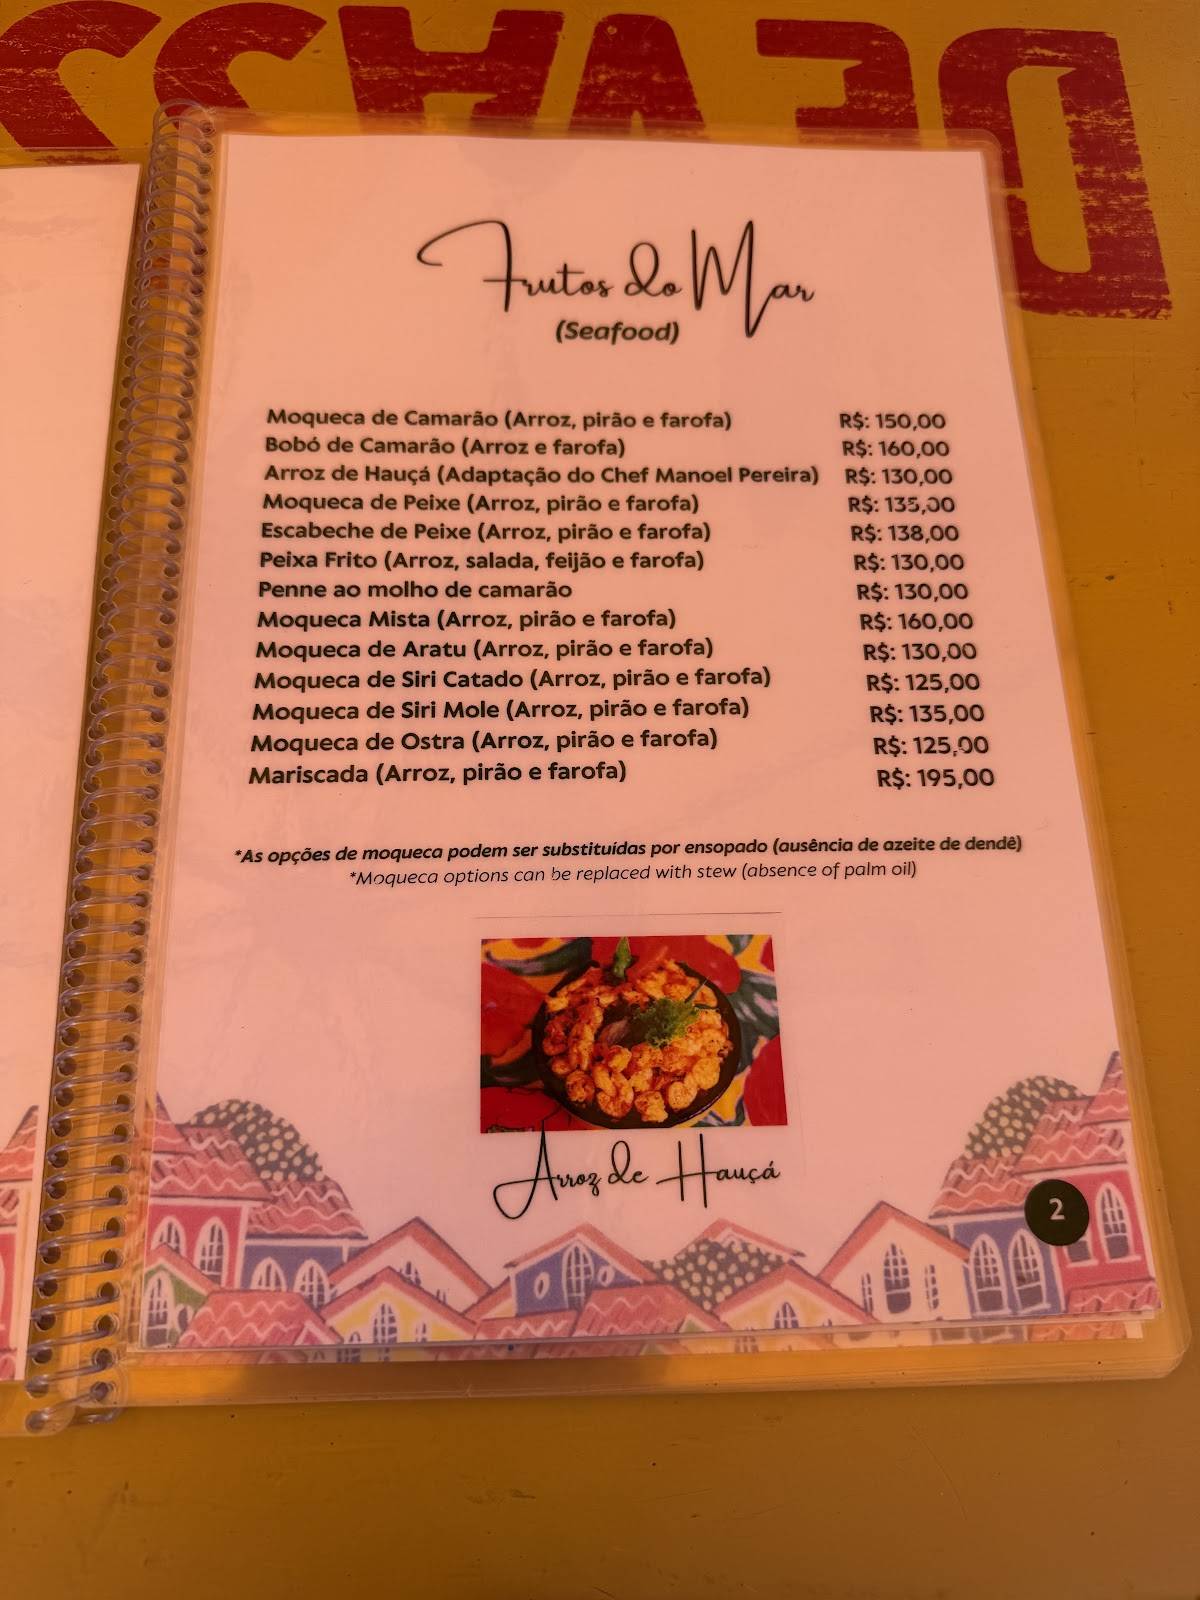 DEVASS
Frutos do Mar
(Seafood)
Moqueca de Camarão (Arroz, pirão e farofa) R$: 150,00
Bobó de Camarão (Arroz e farofa) R$: 160,00
Arroz de Hauçá (Adaptação do Chef Manoel Pereira) R$: 130,00
Moqueca de Peixe (Arroz, pirão e farofa) R$: 135,00
Escabeche de Peixe (Arroz, pirão e farofa) R$: 138,00
Peixa Frito (Arroz, salada, feijão e farofa) R$: 130,00
Penne ao molho de camarão R$: 130,00
Moqueca Mista (Arroz, pirão e farofa) R$: 160,00
Moqueca de Aratu (Arroz, pirão e farofa) R$: 130,00
Moqueca de Siri Catado (Arroz, pirão e farofa) R$: 125,00
Moqueca de Siri Mole (Arroz, pirão e farofa) R$: 135,00
Moqueca de Ostra (Arroz, pirão e farofa) R$: 125,00
Mariscada (Arroz, pirão e farofa) R$: 195,00
*As opções de moqueca podem ser substituídas por ensopado (ausência de azeite de dendê)
*Moqueca options can be replaced with stew (absence of palm oil)
Arroz de Hauçá
2